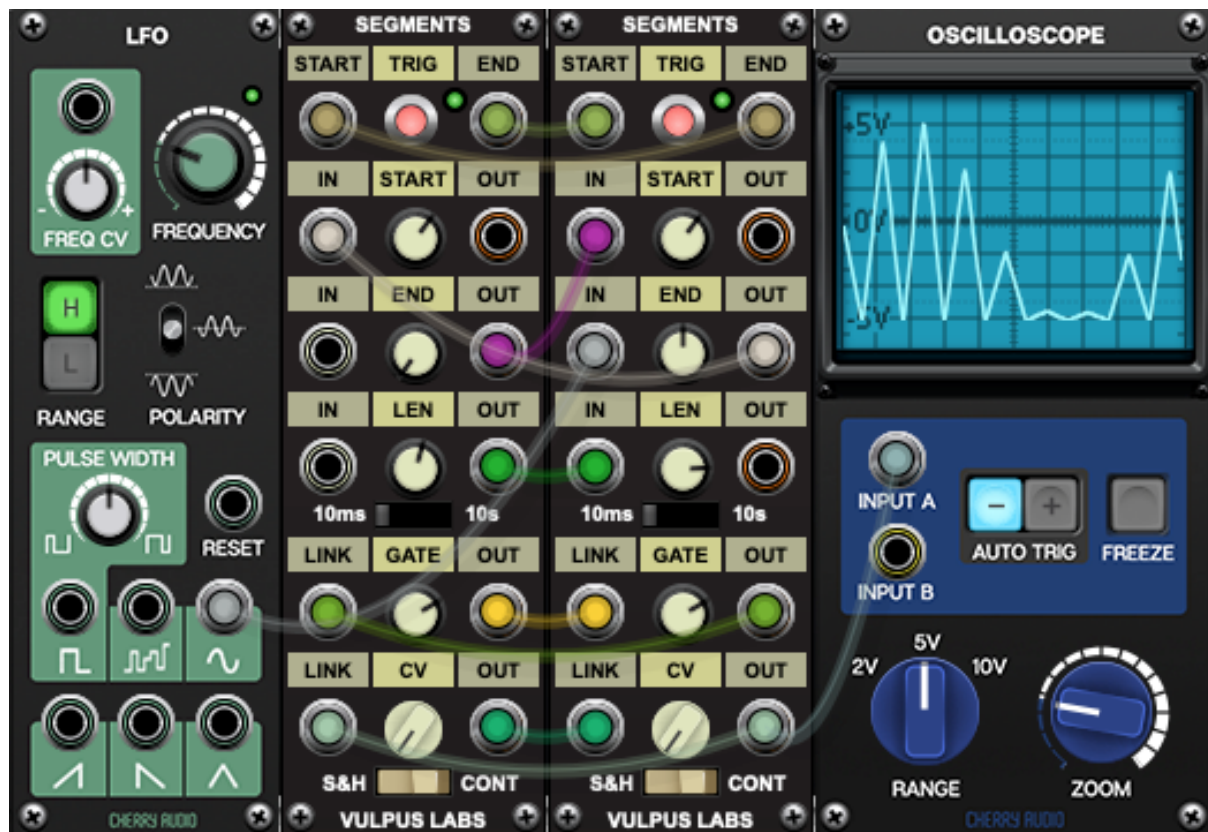 LFO
FREQ CV
- +
FREQUENCY
H
L
RANGE
POLARITY
PULSE WIDTH
RESET
CHERRY AUDIO
SEGMENTS
START TRIG END
IN START OUT
IN END OUT
IN LEN OUT
10ms 10s
LINK GATE OUT
LINK CV OUT
S&H CONT
VULPUS LABS
SEGMENTS
START TRIG END
IN START OUT
IN END OUT
IN LEN OUT
10ms 10s
LINK GATE OUT
LINK CV OUT
S&H CONT
VULPUS LABS
OSCILLOSCOPE
+5V
0V
-5V
INPUT A
INPUT B
- +
AUTO TRIG
FREEZE
2V 5V 10V
RANGE
ZOOM
CHERRY AUDIO